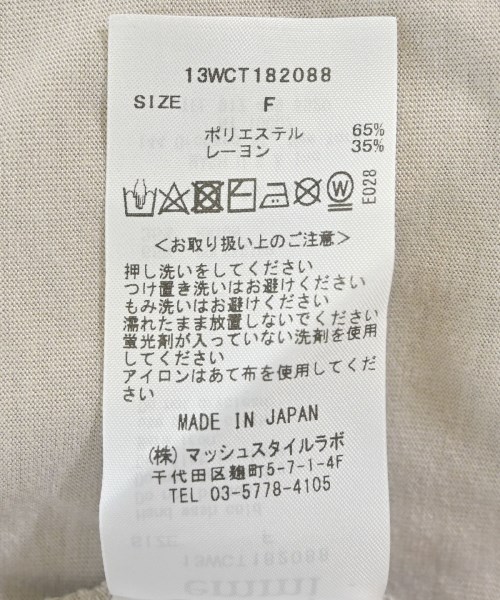 13WCT182088
SIZE F
ポリエステル 65%
レーヨン 35%
E028
<お取り扱い上のご注意>
押し洗いをしてください
つけ置き洗いはお避けください
もみ洗いはお避けください
濡れたまま放置しないでください
蛍光剤が入っていない洗剤を使用
してください
アイロンはあて布を使用してくだ
さい
MADE IN JAPAN
(株)マッシュスタイルラボ
千代田区麹町5-7-1-4F
TEL 03-5778-4105